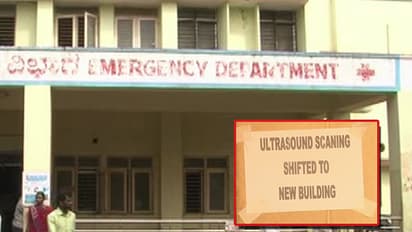 ವಿಭಾಗ EMERGENCY DEPARTMENT
ULTRASOUND SCANING
SHIFTED TO
NEW BUILDING